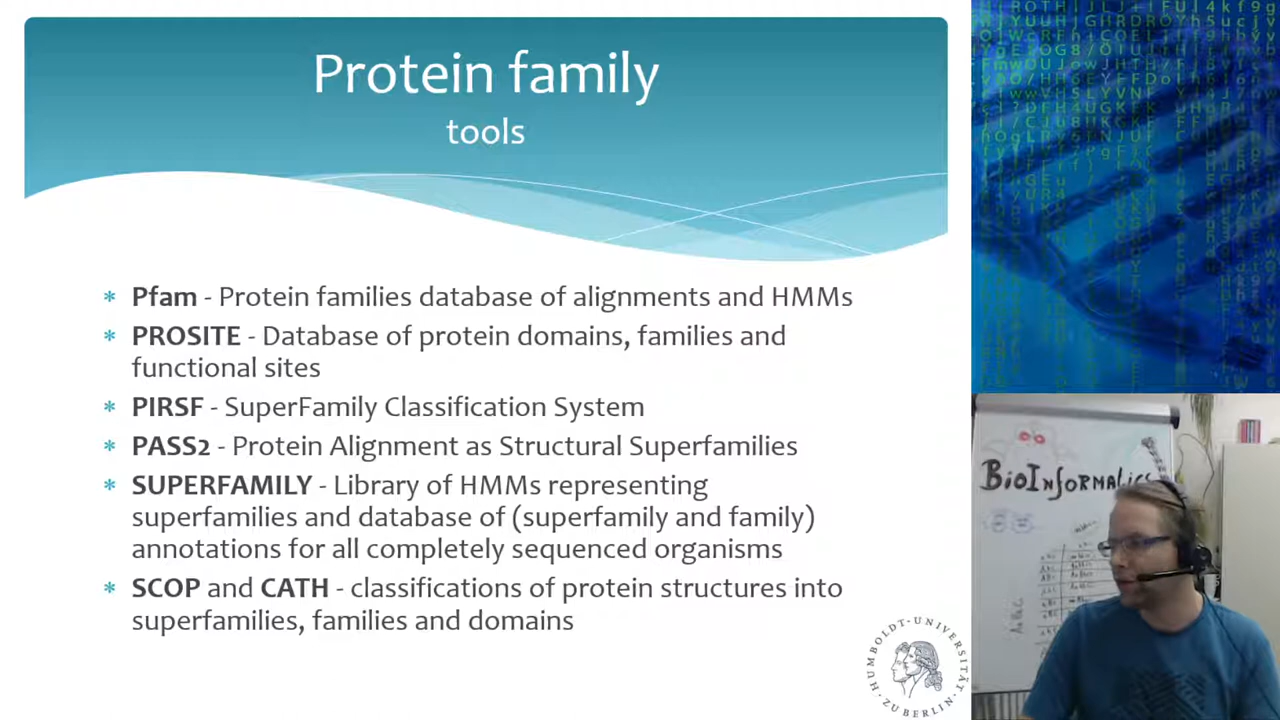 Protein family
tools
* Pfam - Protein families database of alignments and HMMs
* PROSITE - Database of protein domains, families and
functional sites
* PIRSF - SuperFamily Classification System
* PASS2 - Protein Alignment as Structural Superfamilies
* SUPERFAMILY - Library of HMMs representing
superfamilies and database of (superfamily and family)
annotations for all completely sequenced organisms
* SCOP and CATH - classifications of protein structures into
superfamilies, families and domains
HUMBOLDT-UNIVERSITÄT
ZU BERLIN
BioInformatics